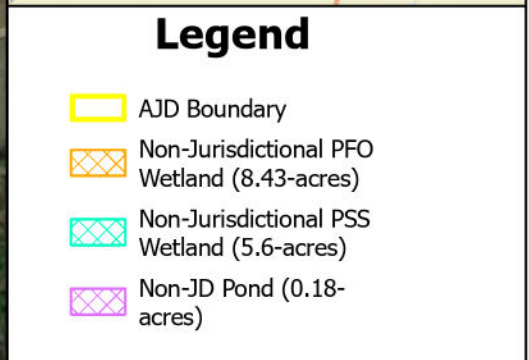 Legend
AJD Boundary
Non-Jurisdictional PFO
Wetland (8.43-acres)
Non-Jurisdictional PSS
Wetland (5.6-acres)
Non-JD Pond (0.18-
acres)